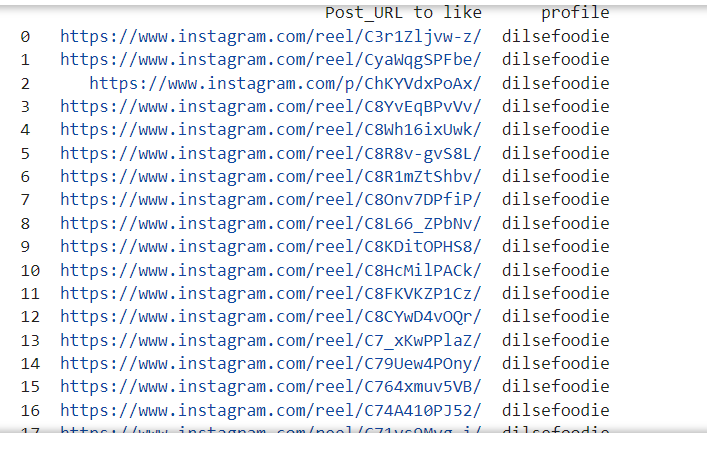 Post_URL to like profile
0 https://www.instagram.com/reel/C3r1Zljvw-z/ dilsefoodie
1 https://www.instagram.com/reel/CyaWqgSPFbe/ dilsefoodie
2 https://www.instagram.com/p/ChKYVdxPoAx/ dilsefoodie
3 https://www.instagram.com/reel/C8YvEqBPvVv/ dilsefoodie
4 https://www.instagram.com/reel/C8Wh16ixUwk/ dilsefoodie
5 https://www.instagram.com/reel/C8R8v-gvS8L/ dilsefoodie
6 https://www.instagram.com/reel/C8R1mZtShbv/ dilsefoodie
7 https://www.instagram.com/reel/C8Onv7DPfiP/ dilsefoodie
8 https://www.instagram.com/reel/C8L66_ZPbNv/ dilsefoodie
9 https://www.instagram.com/reel/C8KDitOPHS8/ dilsefoodie
10 https://www.instagram.com/reel/C8HcMilPACk/ dilsefoodie
11 https://www.instagram.com/reel/C8FKVKZP1Cz/ dilsefoodie
12 https://www.instagram.com/reel/C8CYwD4vOQr/ dilsefoodie
13 https://www.instagram.com/reel/C7_xKwPPlaZ/ dilsefoodie
14 https://www.instagram.com/reel/C79Uew4POny/ dilsefoodie
15 https://www.instagram.com/reel/C764xmuv5VB/ dilsefoodie
16 https://www.instagram.com/reel/C74A410PJ52/ dilsefoodie
17 dilsefoodie